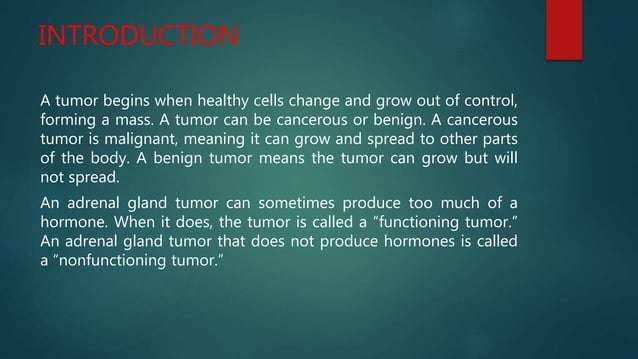 INTRODUCTION
A tumor begins when healthy cells change and grow out of control,
forming a mass. A tumor can be cancerous or benign. A cancerous
tumor is malignant, meaning it can grow and spread to other parts
of the body. A benign tumor means the tumor can grow but will
not spread.
An adrenal gland tumor can sometimes produce too much of a
hormone. When it does, the tumor is called a “functioning tumor.”
An adrenal gland tumor that does not produce hormones is called
a “nonfunctioning tumor.”